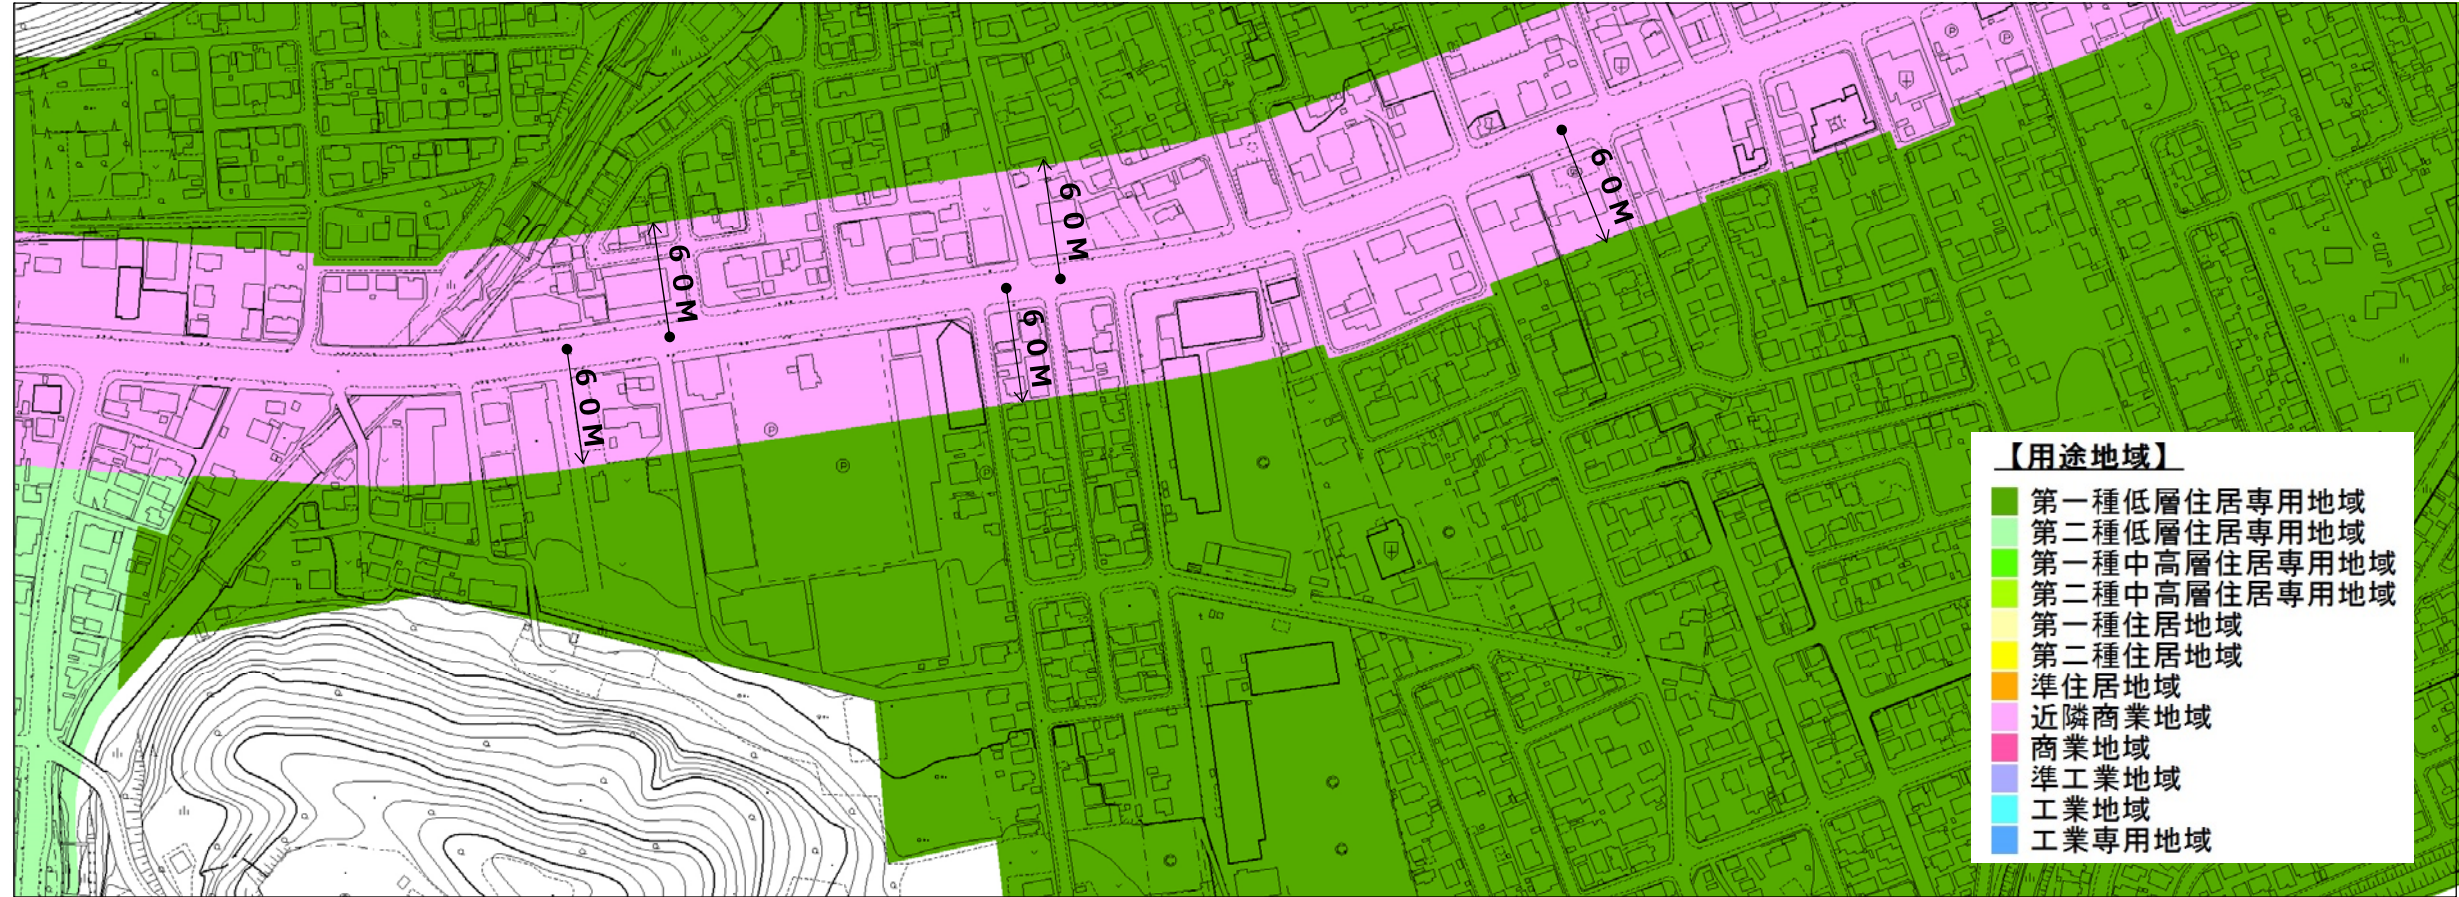 60M
60M
60M
60M
60M
【用途地域】
第一種低層住居専用地域
第二種低層住居専用地域
第一種中高層住居専用地域
第二種中高層住居専用地域
第一種住居地域
第二種住居地域
準住居地域
近隣商業地域
商業地域
準工業地域
工業地域
工業専用地域